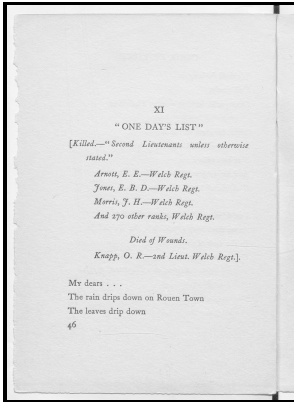 XI
"ONE DAY'S LIST"
[Killed.—"Second Lieutenants unless otherwise
stated."
Arnott, E. E.—Welch Regt.
Jones, E. B. D.—Welch Regt.
Morris, J. H.—Welch Regt.
And 270 other ranks, Welch Regt.
Died of Wounds.
Knapp, O. R.—2nd Lieut. Welch Regt.].
My dears . . .
The rain drips down on Rouen Town
The leaves drip down
46